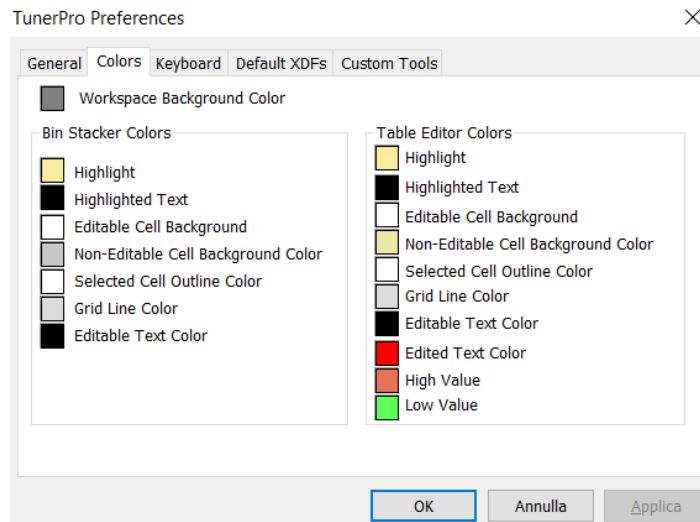 TunerPro Preferences
General Colors Keyboard Default XDFs Custom Tools
Workspace Background Color
Bin Stacker Colors
Highlight
Highlighted Text
Editable Cell Background
Non-Editable Cell Background Color
Selected Cell Outline Color
Grid Line Color
Editable Text Color
Table Editor Colors
Highlight
Highlighted Text
Editable Cell Background
Non-Editable Cell Background Color
Selected Cell Outline Color
Grid Line Color
Editable Text Color
Edited Text Color
High Value
Low Value
OK Annulla Applica